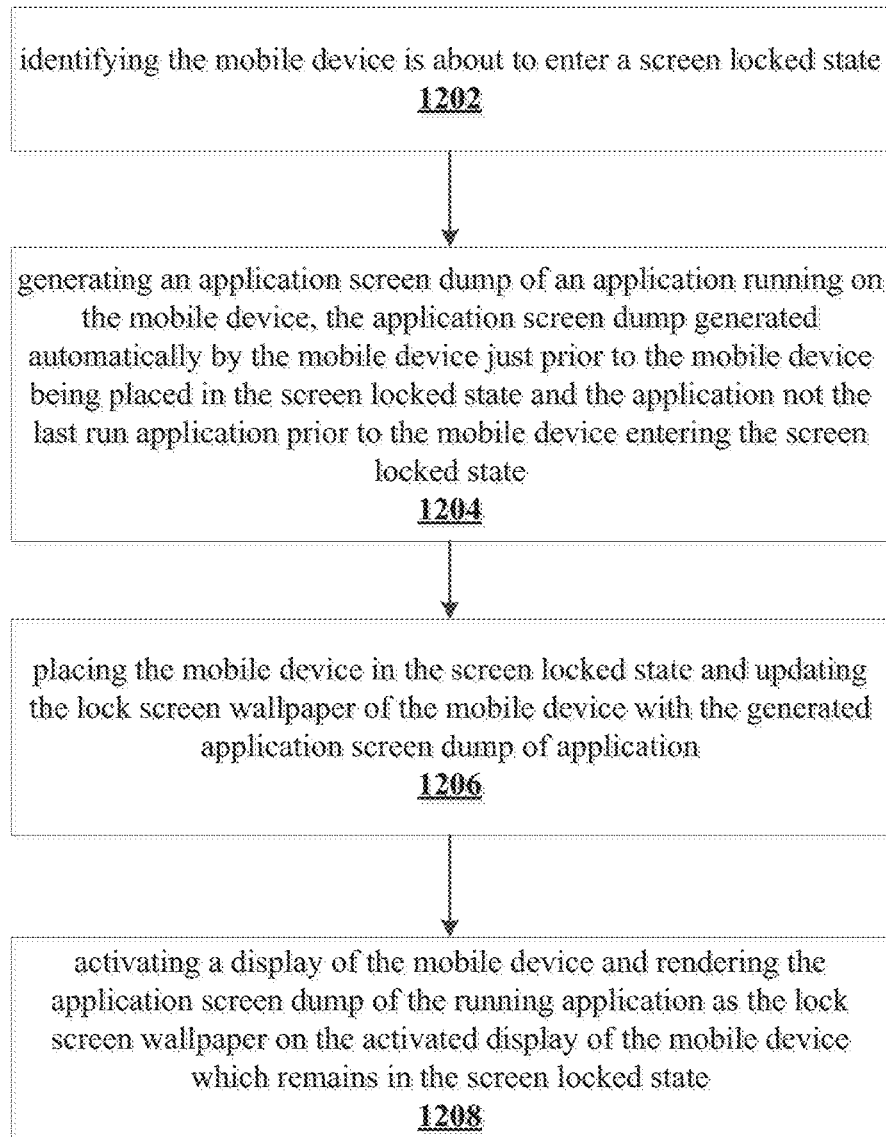 identifying the mobile device is about to enter a screen locked state
1202
generating an application screen dump of an application running on
the mobile device, the application screen dump generated
automatically by the mobile device just prior to the mobile device
being placed in the screen locked state and the application not the
last run application prior to the mobile device entering the screen
locked state
1204
placing the mobile device in the screen locked state and updating
the lock screen wallpaper of the mobile device with the generated
application screen dump of application
1206
activating a display of the mobile device and rendering the
application screen dump of the running application as the lock
screen wallpaper on the activated display of the mobile device
which remains in the screen locked state
1208